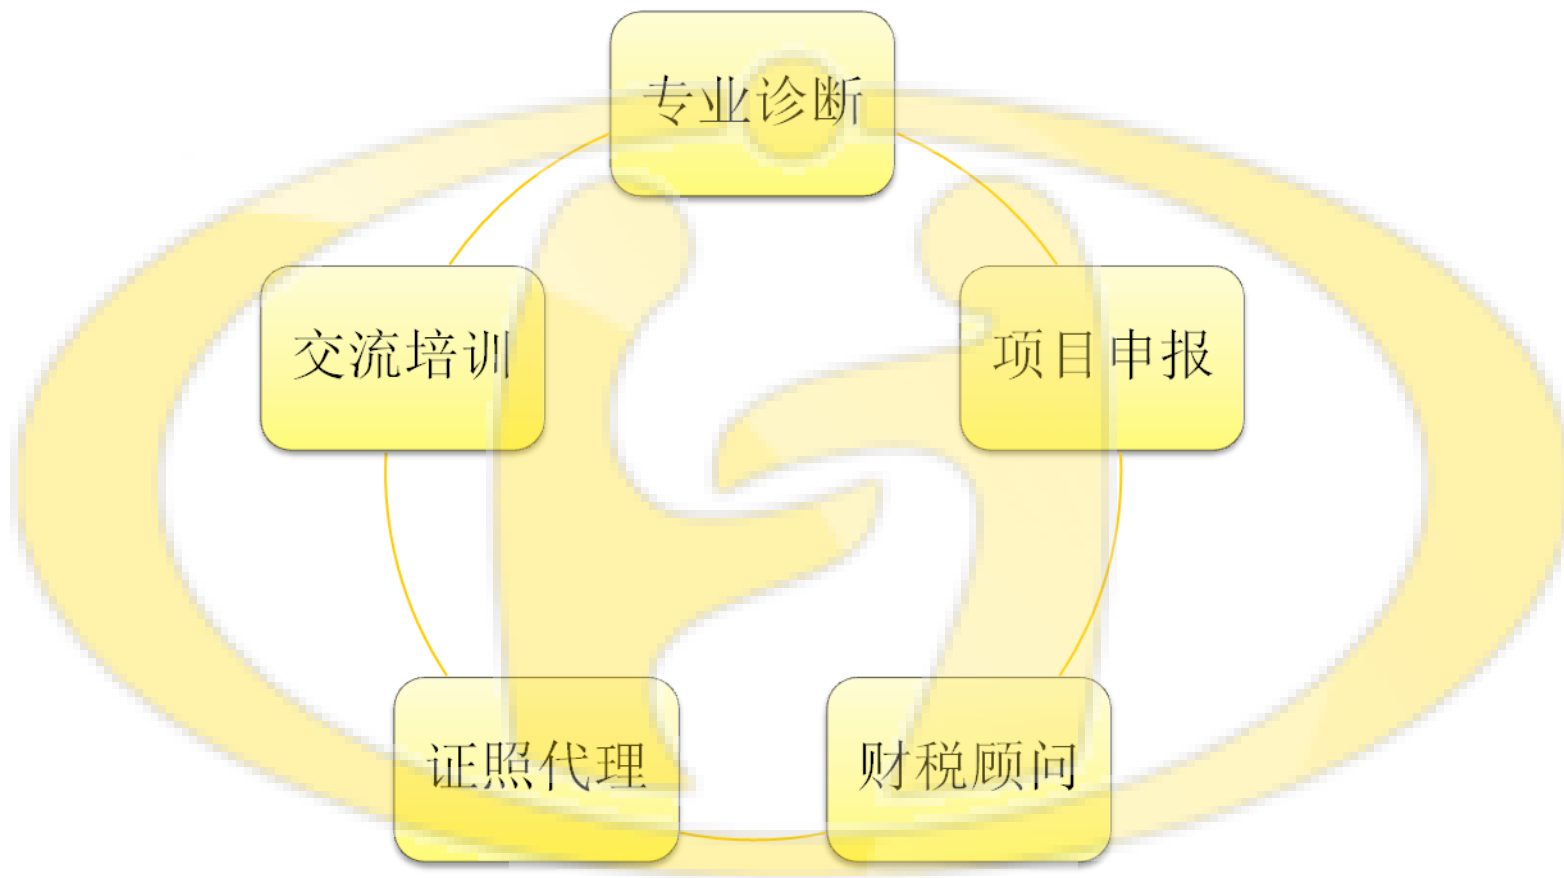 专业诊断
交流培训
项目申报
证照代理
财税顾问